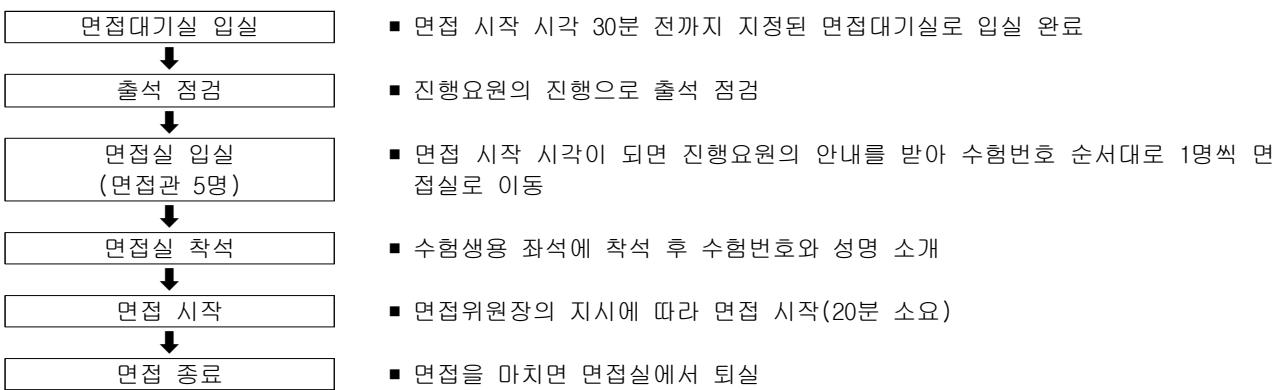 면접대기실 입실
■ 면접 시작 시각 30분 전까지 지정된 면접대기실로 입실 완료
출석 점검
■ 진행요원의 진행으로 출석 점검
면접실 입실
(면접관 5명)
■ 면접 시작 시각이 되면 진행요원의 안내를 받아 수험번호 순서대로 1명씩 면
접실로 이동
면접실 착석
■ 수험생용 좌석에 착석 후 수험번호와 성명 소개
면접 시작
■ 면접위원장의 지시에 따라 면접 시작(20분 소요)
면접 종료
■ 면접을 마치면 면접실에서 퇴실